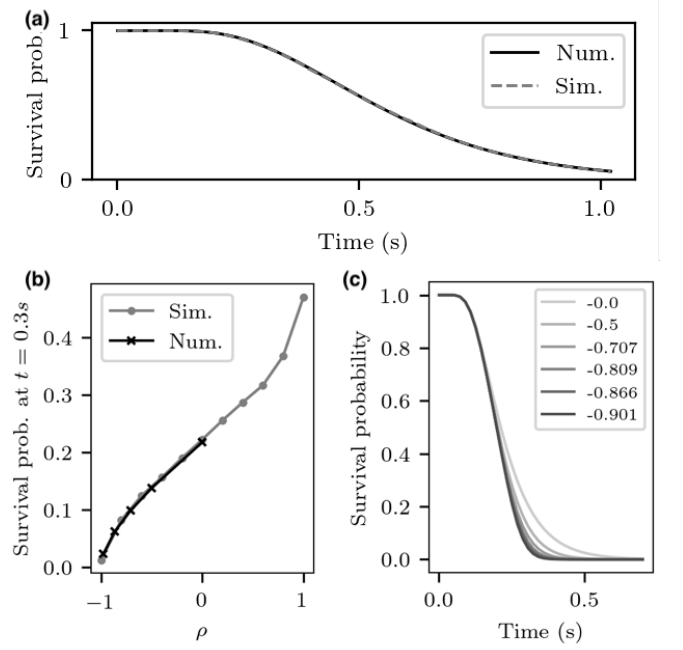 (a)
Survival prob.
1
0
Num.
Sim.
0.0 0.5 1.0
Time (s)
(b)
Survival prob. at t = 0.3s
0.4
0.3
0.2
0.1
0.0
Sim.
Num.
−1 0 1
ρ
(c)
Survival probability
1.0
0.8
0.6
0.4
0.2
0.0
-0.0
-0.5
-0.707
-0.809
-0.866
-0.901
0.0 0.5
Time (s)